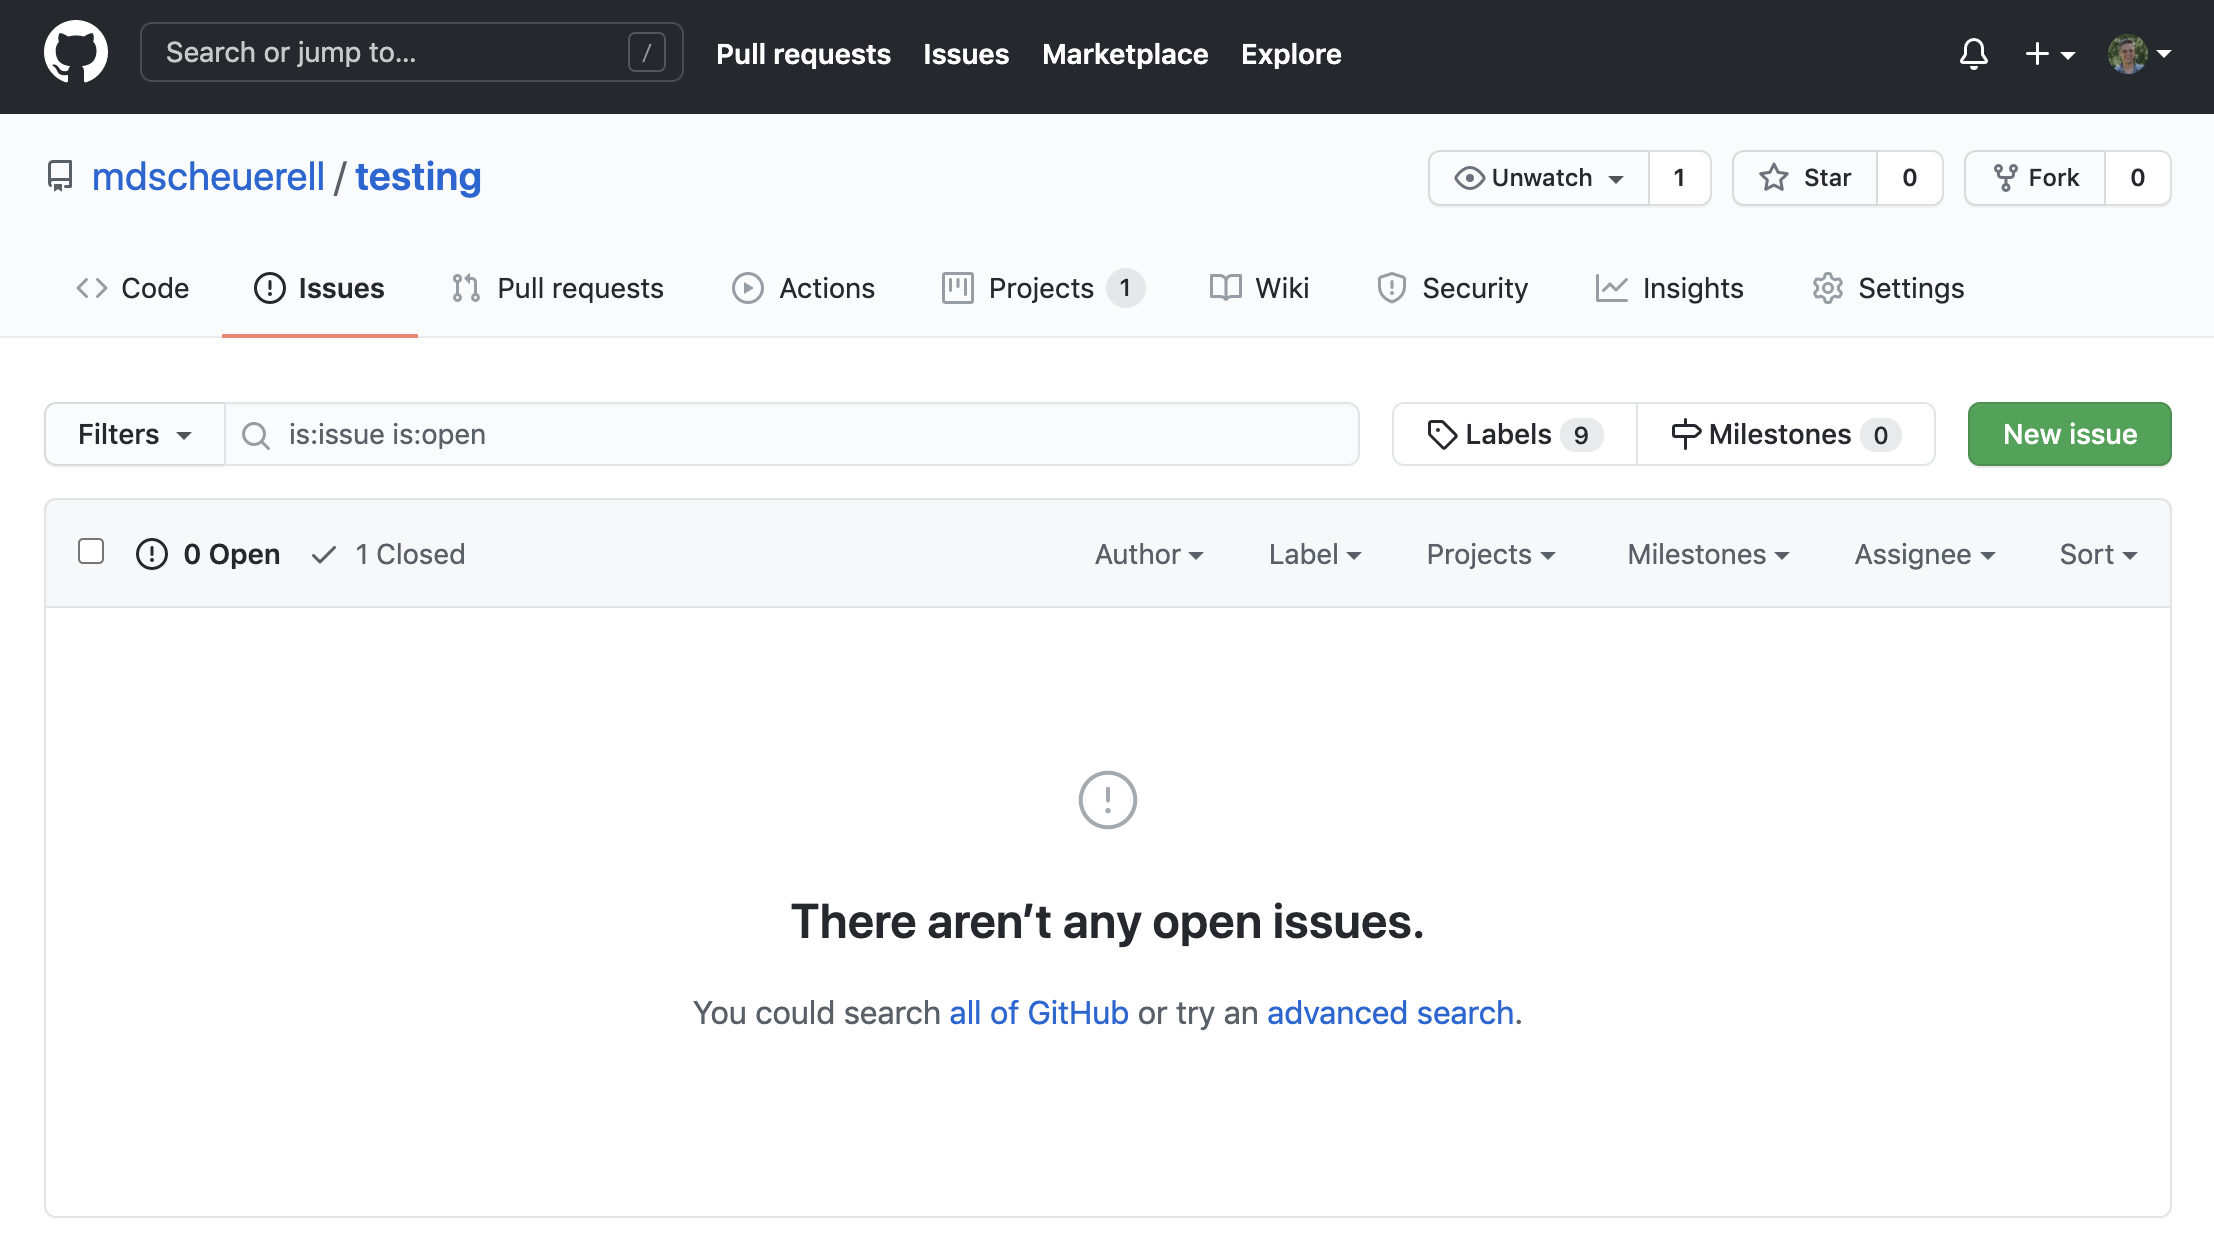 Search or jump to... / Pull requests Issues Marketplace Explore
mdscheuerell / testing Unwatch 1 Star 0 Fork 0
Code Issues Pull requests Actions Projects 1 Wiki Security Insights Settings
Filters is:issue is:open Labels 9 Milestones 0 New issue
0 Open 1 Closed Author Label Projects Milestones Assignee Sort
There aren’t any open issues.
You could search all of GitHub or try an advanced search.